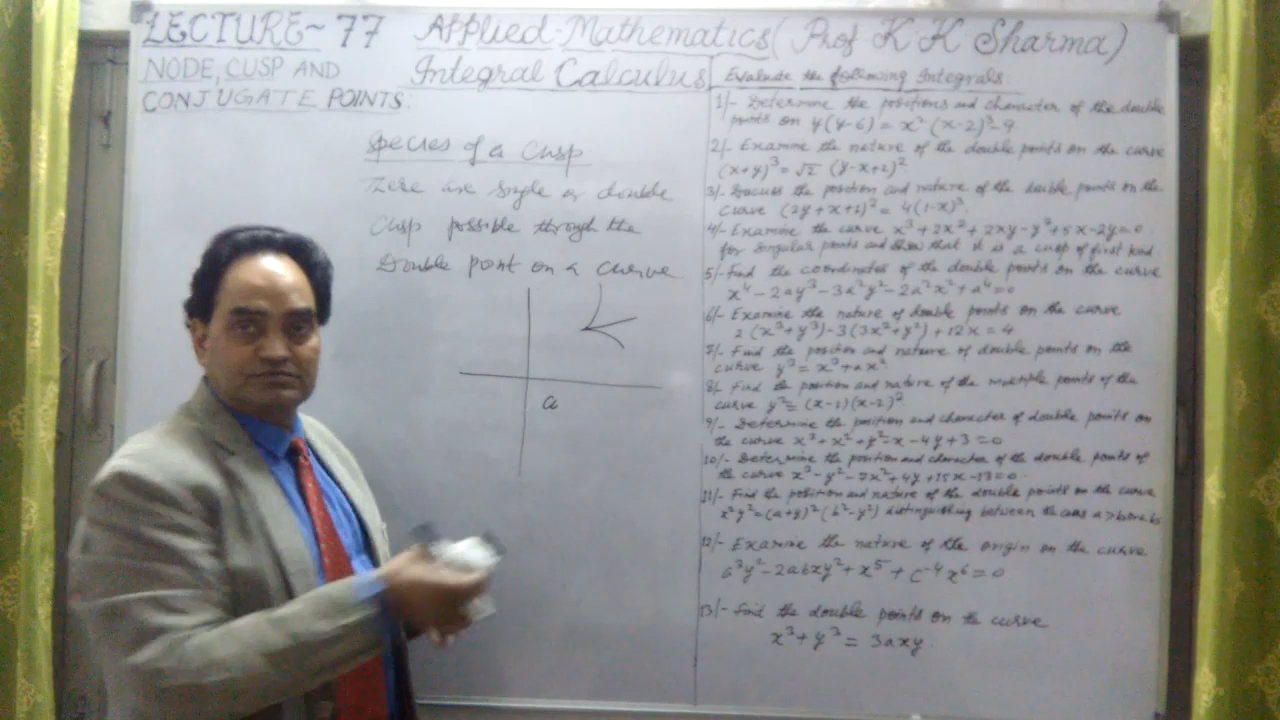 LECTURE~77 Applied Mathematics (Prof K K Sharma)
NODE, CUSP AND
CONJUGATE POINTS:
Integral Calculus
Species of a Cusp
There are single or double
Cusp possible through the
Double point on a curve
a
Evaluate the following Integrals:
1/- Determine the positions and character of the double
points on y(y-6) = x²(x-2)³-9
2/- Examine the nature of the double points on the curve
(x+y)³ = √2 (y-x+2)²
3/- Discuss the position and nature of the double points on the
curve (2y+x+1)² = 4(1-x)⁵
4/- Examine the curve x³+2x²+2xy-y²+5x-2y=0
for singular points and show that it is a cusp of first kind
5/- Find the coordinates of the double points on the curve
x⁴-2ay³-3a²y²-2a²x²+a⁴=0
6/- Examine the nature of double points on the curve
2(x³+y³)-3(3x²+y²)+12x=4
7/- Find the position and nature of double points on the
curve y³=x³+ax²
8/- Find the position and nature of the multiple points of the
curve y²=(x-1)(x-2)²
9/- Determine the position and character of double points on
the curve x³+x²+y²-x-4y+3=0
10/- Determine the position and character of the double points of
the curve x³-y²-7x²+4y+15x-13=0
11/- Find the position and nature of the double points on the curve
x²y²=(a+y)²(b²-y²) distinguishing between the cases a>b
12/- Examine the nature of the origin on the curve
a³y²-2abxy²+x⁵+c⁻⁴x⁶=0
13/- Find the double points on the curve
x³+y³=3axy.